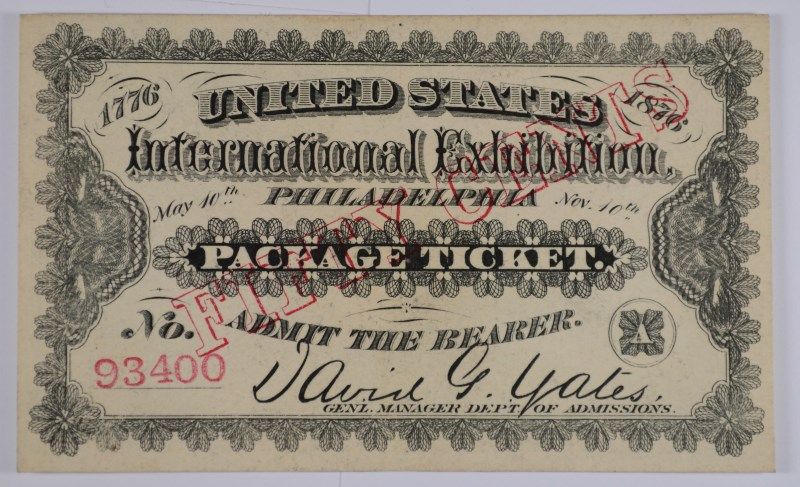 1776 UNITED STATES 1876
International Exhibition,
May 10th PHILADELPHIA Nov. 10th
PACKAGE TICKET.
FIFTY CENTS
No. ADMIT THE BEARER. A
93400 David G. Yates,
GENL. MANAGER DEPT. OF ADMISSIONS.